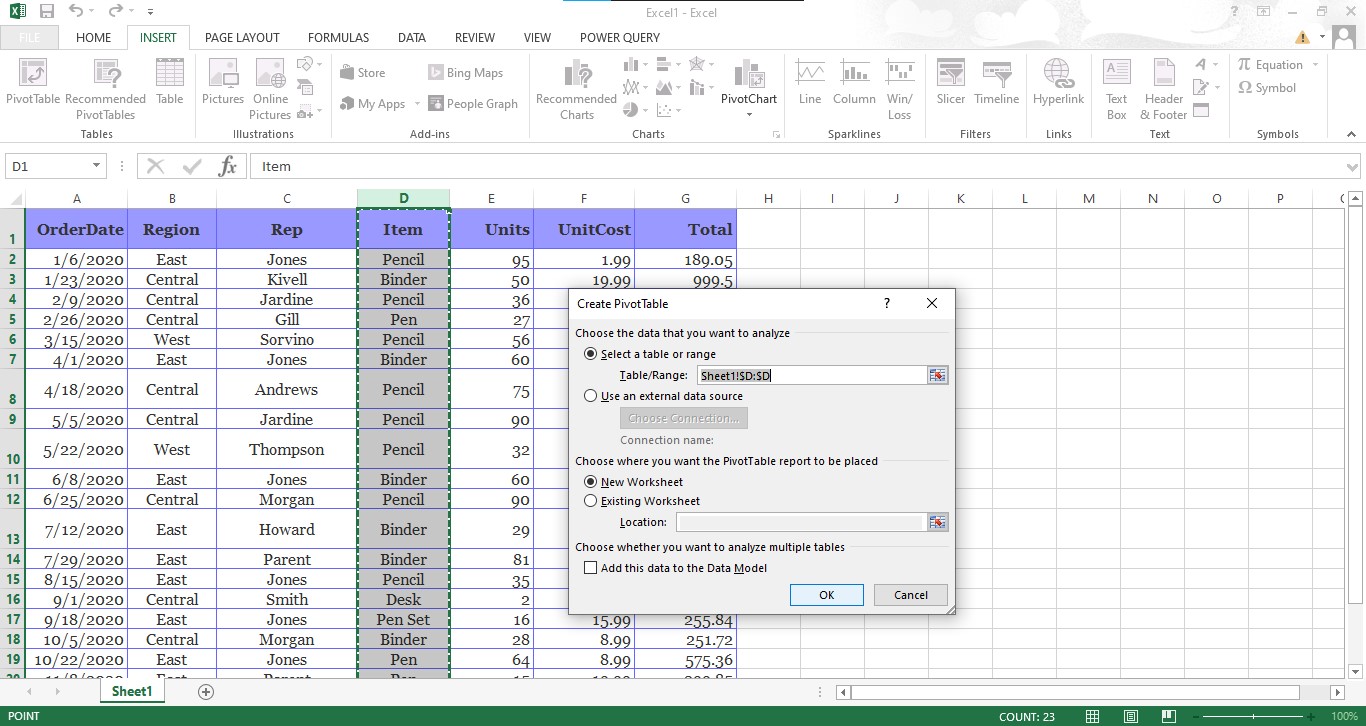 Excel1 - Excel
FILE HOME INSERT PAGE LAYOUT FORMULAS DATA REVIEW VIEW POWER QUERY
PivotTable Recommended PivotTables Table
Tables
Pictures Online Pictures
Illustrations
Store
My Apps
Bing Maps
People Graph
Add-ins
Recommended Charts
PivotChart
Charts
Line Column Win/Loss
Sparklines
Slicer Timeline
Filters
Hyperlink
Links
Text Box Header & Footer
Text
Equation
Symbol
Symbols
D1 fx Item
A B C D E F G H I J K L M N O P
1 OrderDate Region Rep Item Units UnitCost Total
2 1/6/2020 East Jones Pencil 95 1.99 189.05
3 1/23/2020 Central Kivell Binder 50 19.99 999.5
4 2/9/2020 Central Jardine Pencil 36
5 2/26/2020 Central Gill Pen 27
6 3/15/2020 West Sorvino Pencil 56
7 4/1/2020 East Jones Binder 60
8 4/18/2020 Central Andrews Pencil 75
9 5/5/2020 Central Jardine Pencil 90
10 5/22/2020 West Thompson Pencil 32
11 6/8/2020 East Jones Binder 60
12 6/25/2020 Central Morgan Pencil 90
13 7/12/2020 East Howard Binder 29
14 7/29/2020 East Parent Binder 81
15 8/15/2020 East Jones Pencil 35
16 9/1/2020 Central Smith Desk 2
17 9/18/2020 East Jones Pen Set 16 15.99 255.84
18 10/5/2020 Central Morgan Binder 28 8.99 251.72
19 10/22/2020 East Jones Pen 64 8.99 575.36
Create PivotTable ?
Choose the data that you want to analyze
Select a table or range
Table/Range: Sheet1!$D:$D
Use an external data source
Choose Connection...
Connection name:
Choose where you want the PivotTable report to be placed
New Worksheet
Existing Worksheet
Location:
Choose whether you want to analyze multiple tables
Add this data to the Data Model
OK Cancel
Sheet1
POINT COUNT: 23 100%